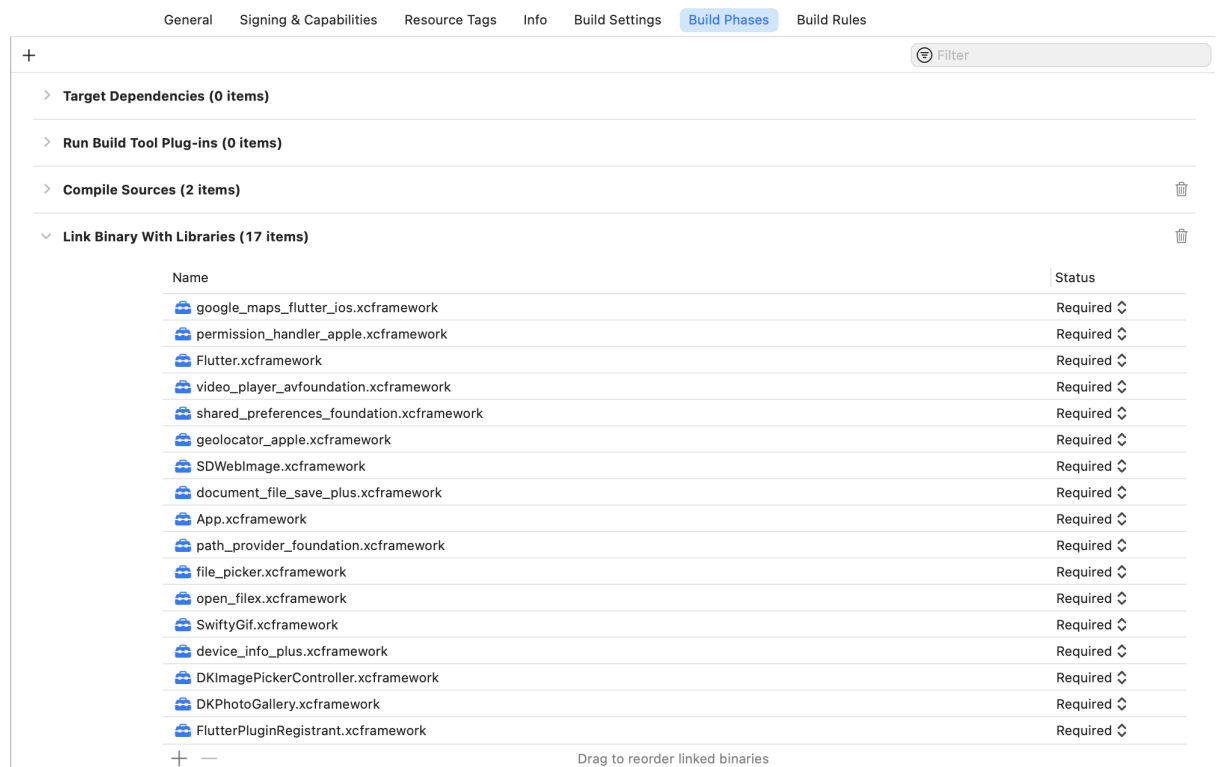 General Signing & Capabilities Resource Tags Info Build Settings Build Phases Build Rules
Filter
Target Dependencies (0 items)
Run Build Tool Plug-ins (0 items)
Compile Sources (2 items)
Link Binary With Libraries (17 items)
Name Status
google_maps_flutter_ios.xcframework Required
permission_handler_apple.xcframework Required
Flutter.xcframework Required
video_player_avfoundation.xcframework Required
shared_preferences_foundation.xcframework Required
geolocator_apple.xcframework Required
SDWebImage.xcframework Required
document_file_save_plus.xcframework Required
App.xcframework Required
path_provider_foundation.xcframework Required
file_picker.xcframework Required
open_filex.xcframework Required
SwiftyGif.xcframework Required
device_info_plus.xcframework Required
DKImagePickerController.xcframework Required
DKPhotoGallery.xcframework Required
FlutterPluginRegistrant.xcframework Required
Drag to reorder linked binaries